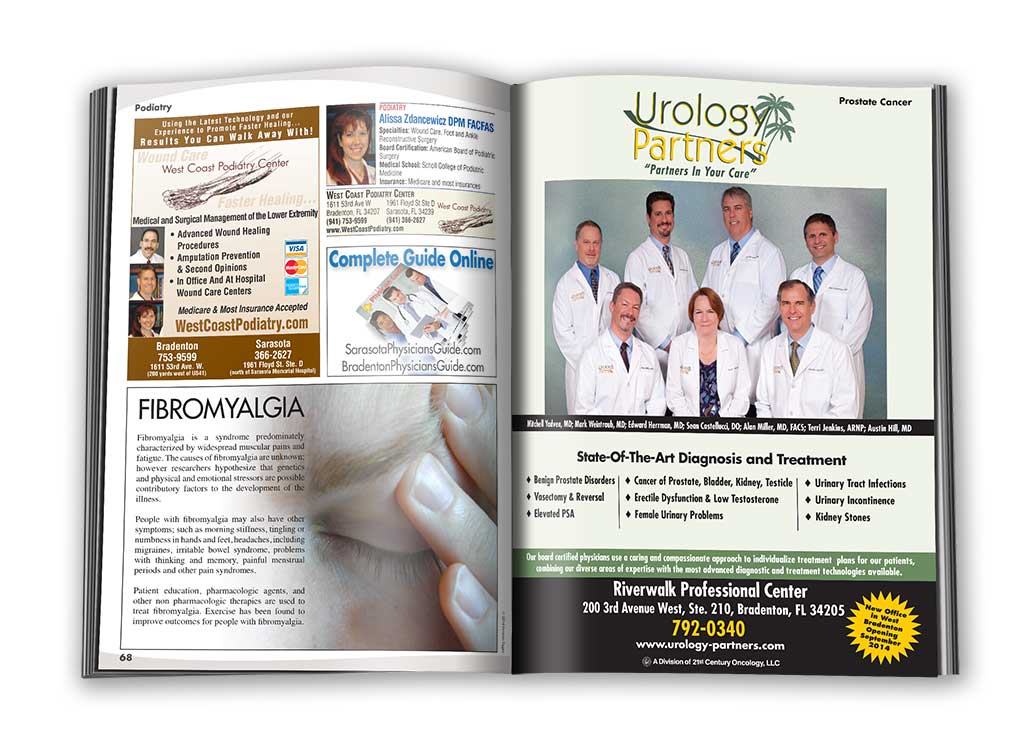 Podiatry
Using the Latest Technology and our
Experience to Promote Faster Healing...
Results You Can Walk Away With!
Wound Care
West Coast Podiatry Center
Faster Healing...
Medical and Surgical Management of the Lower Extremity
• Advanced Wound Healing
Procedures
• Amputation Prevention
& Second Opinions
• In Office And At Hospital
Wound Care Centers
VISA
MasterCard
Medicare & Most Insurance Accepted
WestCoastPodiatry.com
Bradenton
753-9599
1611 53rd Ave. W.
(200 yards west of US41)
Sarasota
366-2627
1961 Floyd St. Ste. D
(north of Sarasota Memorial Hospital)
PODIATRY
Alissa Zdancewicz DPM FACFAS
Specialties: Wound Care, Foot and Ankle
Reconstructive Surgery
Board Certification: American Board of Podiatric
Surgery
Medical School: Scholl College of Podiatric
Medicine
Insurance: Medicare and most insurances
WEST COAST PODIATRY CENTER
1611 53rd Ave W
Bradenton, FL 34207
(941) 753-9599
1961 Floyd St Ste D
Sarasota, FL 34239
(941) 366-2627
www.WestCoastPodiatry.com
West Coast Podiatry
Complete Guide Online
SarasotaPhysiciansGuide.com
BradentonPhysiciansGuide.com
FIBROMYALGIA
Fibromyalgia is a syndrome predominately
characterized by widespread muscular pains and
fatigue. The causes of fibromyalgia are unknown;
however researchers hypothesize that genetics
and physical and emotional stressors are possible
contributory factors to the development of the
illness.
People with fibromyalgia may also have other
symptoms; such as morning stiffness, tingling or
numbness in hands and feet, headaches, including
migraines, irritable bowel syndrome, problems
with thinking and memory, painful menstrual
periods and other pain syndromes.
Patient education, pharmacologic agents, and
other non pharmacologic therapies are used to
treat fibromyalgia. Exercise has been found to
improve outcomes for people with fibromyalgia.
68
Prostate Cancer
Urology
Partners
"Partners In Your Care"
Mitchell Yadven, MD; Mark Weintraub, MD; Edward Herrman, MD; Sean Castellucci, DO; Alan Miller, MD, FACS; Terri Jenkins, ARNP; Austin Hill, MD
State-Of-The-Art Diagnosis and Treatment
♦ Benign Prostate Disorders
♦ Vasectomy & Reversal
♦ Elevated PSA
♦ Cancer of Prostate, Bladder, Kidney, Testicle
♦ Erectile Dysfunction & Low Testosterone
♦ Female Urinary Problems
♦ Urinary Tract Infections
♦ Urinary Incontinence
♦ Kidney Stones
Our board certified physicians use a caring and compassionate approach to individualize treatment plans for our patients,
combining our diverse areas of expertise with the most advanced diagnostic and treatment technologies available.
Riverwalk Professional Center
200 3rd Avenue West, Ste. 210, Bradenton, FL 34205
792-0340
www.urology-partners.com
A Division of 21st Century Oncology, LLC
New Office
in West
Bradenton
Opening
September
2014